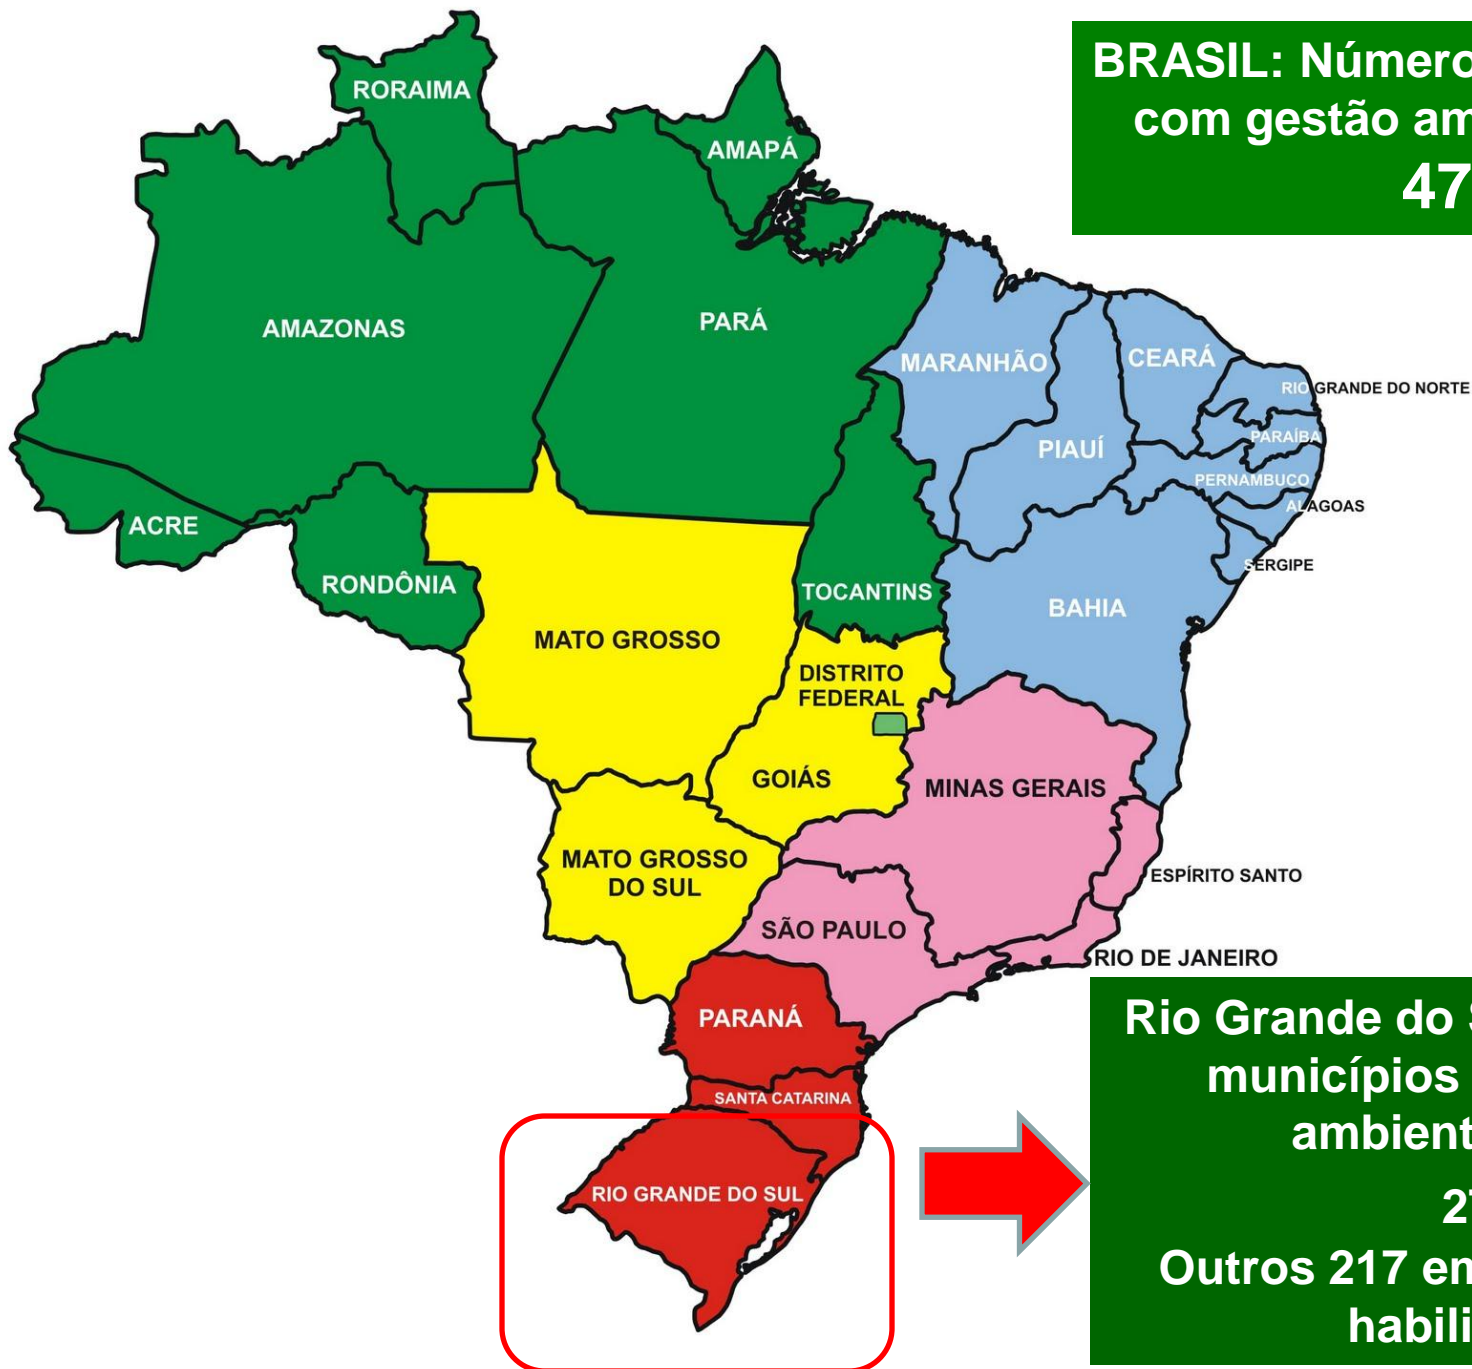 BRASIL: Número
com gestão am
47
RORAIMA
AMAPÁ
AMAZONAS
PARÁ
MARANHÃO
CEARÁ
RIO GRANDE DO NORTE
PARAÍBA
PIAUÍ
PERNAMBUCO
ALAGOAS
ACRE
SERGIPE
RONDÔNIA
TOCANTINS
BAHIA
MATO GROSSO
DISTRITO
FEDERAL
GOIÁS
MINAS GERAIS
MATO GROSSO
DO SUL
ESPÍRITO SANTO
SÃO PAULO
RIO DE JANEIRO
PARANÁ
SANTA CATARINA
RIO GRANDE DO SUL
Rio Grande do
municípios
ambient
Outros 217 en
habili